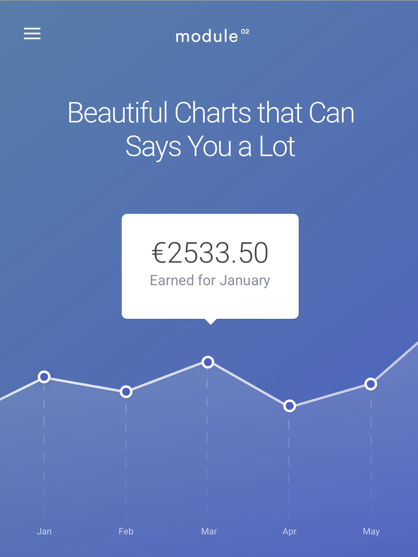 module 02
Beautiful Charts that Can
Says You a Lot
€2533.50
Earned for January
Jan Feb Mar Apr May